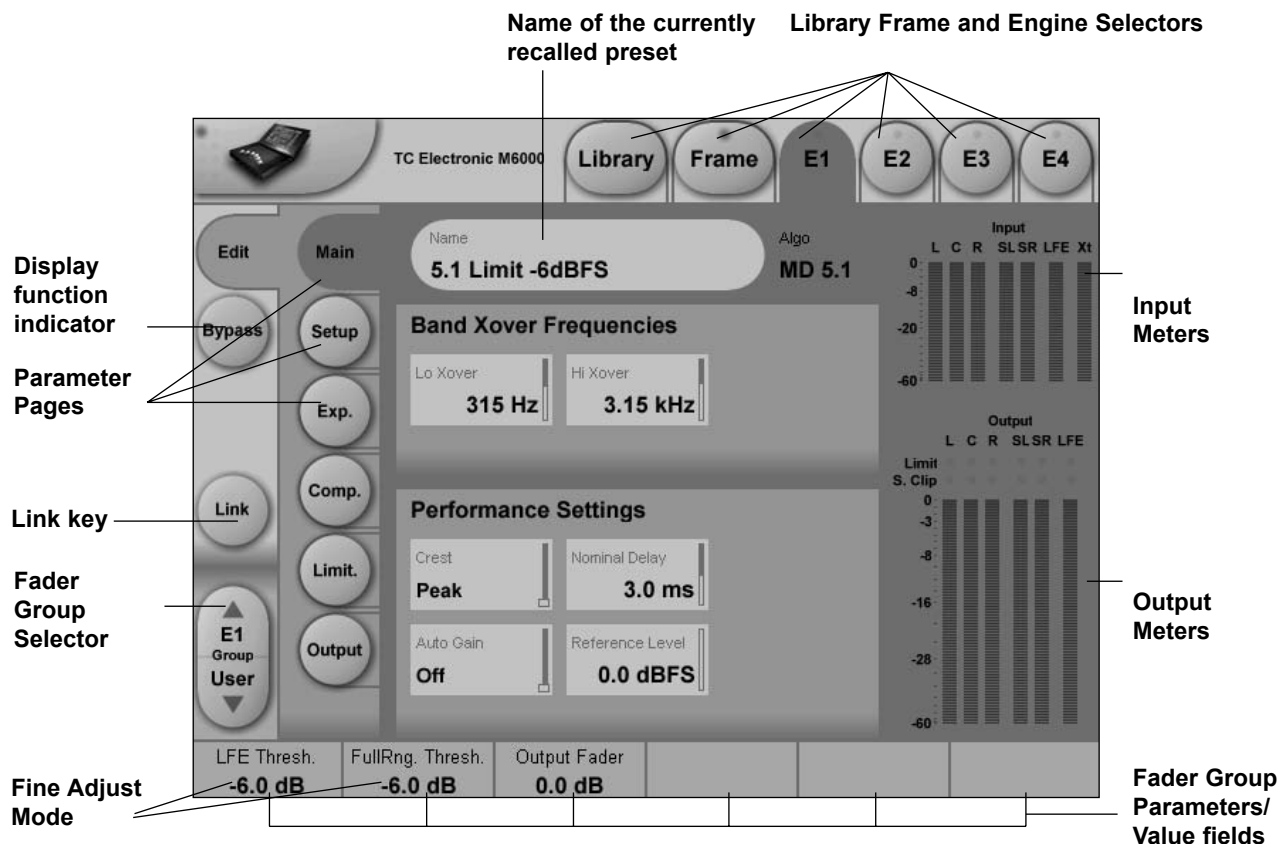 Name of the currently
recalled preset
Library Frame and Engine Selectors
TC Electronic M6000
Library
Frame
E1
E2
E3
E4
Display
function
indicator
Parameter
Pages
Link key
Fader
Group
Selector
Fine Adjust
Mode
Edit
Bypass
Link
E1
Group
User
Main
Setup
Exp.
Comp.
Limit.
Output
Name
5.1 Limit -6dBFS
Algo
MD 5.1
Band Xover Frequencies
Lo Xover
315 Hz
Hi Xover
3.15 kHz
Performance Settings
Crest
Peak
Nominal Delay
3.0 ms
Auto Gain
Off
Reference Level
0.0 dBFS
Input
L C R SL SR LFE Xt
0
-8
-20
-60
Output
L C R SL SR LFE
Limit
S. Clip
0
-3
-8
-16
-28
-60
Input
Meters
Output
Meters
LFE Thresh.
-6.0 dB
FullRng. Thresh.
-6.0 dB
Output Fader
0.0 dB
Fader Group
Parameters/
Value fields